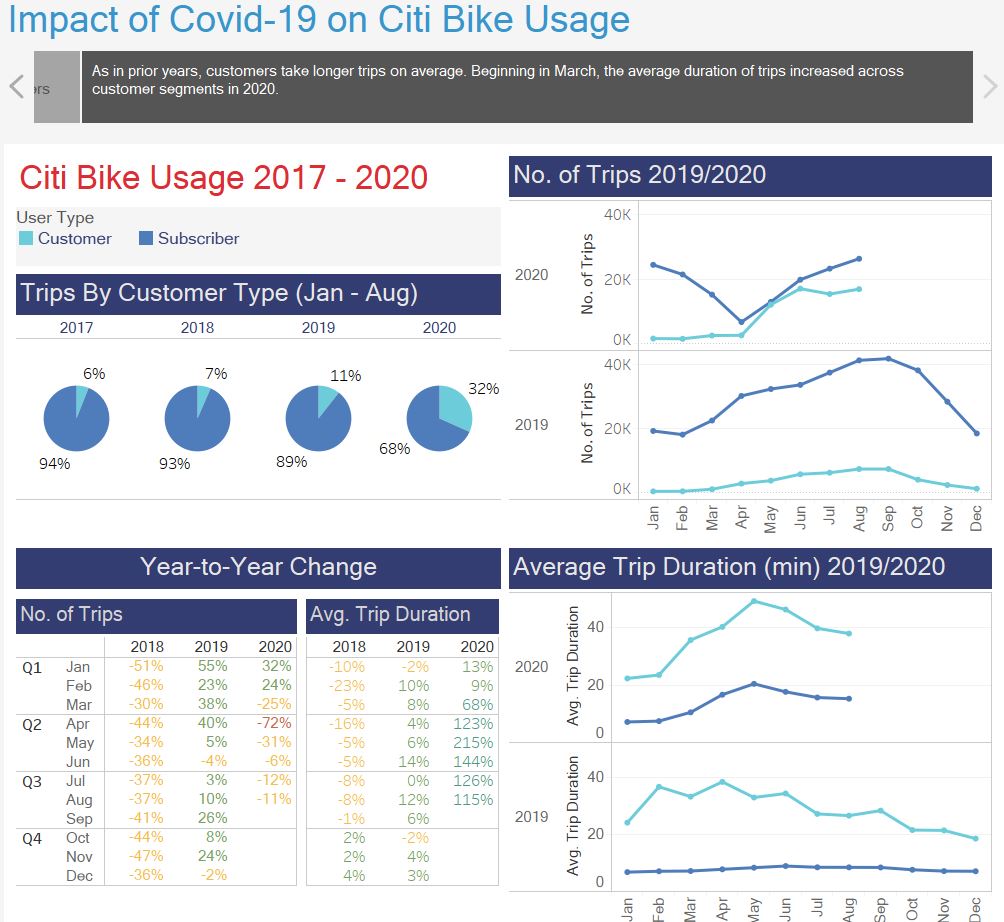 Impact of Covid-19 on Citi Bike Usage
As in prior years, customers take longer trips on average. Beginning in March, the average duration of trips increased across
customer segments in 2020.
Citi Bike Usage 2017 - 2020
User Type
Customer Subscriber
Trips By Customer Type (Jan - Aug)
2017 2018 2019 2020
6% 7% 11% 32%
94% 93% 89% 68%
No. of Trips 2019/2020
2020
No. of Trips
40K
20K
0K
2019
No. of Trips
40K
20K
0K
Jan Feb Mar Apr May Jun Jul Aug Sep Oct Nov Dec
Year-to-Year Change
No. of Trips Avg. Trip Duration
2018 2019 2020 2018 2019 2020
Q1 Jan -51% 55% 32% -10% -2% 13%
Feb -46% 23% 24% -23% 10% 9%
Mar -30% 38% -25% -5% 8% 68%
Q2 Apr -44% 40% -72% -16% 4% 123%
May -34% 5% -31% -5% 6% 215%
Jun -36% -4% -6% -5% 14% 144%
Q3 Jul -37% 3% -12% -8% 0% 126%
Aug -37% 10% -11% -8% 12% 115%
Sep -41% 26% -1% 6%
Q4 Oct -44% 8% 2% -2%
Nov -47% 24% 2% 4%
Dec -36% -2% 4% 3%
Average Trip Duration (min) 2019/2020
2020
Avg. Trip Duration
40
20
0
2019
Avg. Trip Duration
40
20
0
Jan Feb Mar Apr May Jun Jul Aug Sep Oct Nov Dec